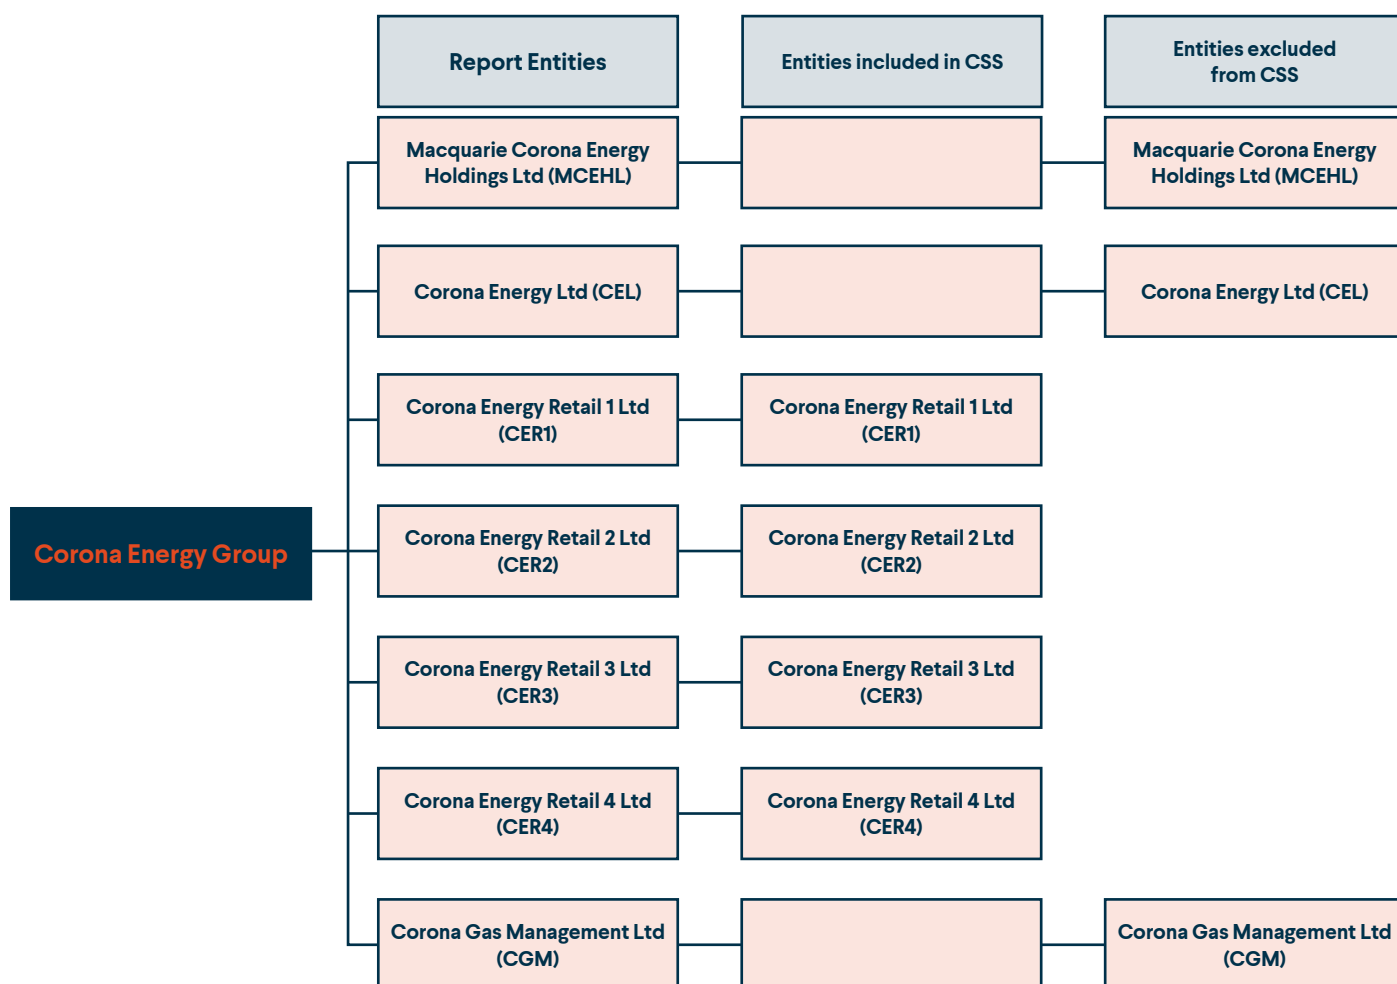 Report Entities
Entities included in CSS
Entities excluded
from CSS
Macquarie Corona Energy
Holdings Ltd (MCEHL)
Macquarie Corona Energy
Holdings Ltd (MCEHL)
Corona Energy Ltd (CEL)
Corona Energy Ltd (CEL)
Corona Energy Retail 1 Ltd
(CER1)
Corona Energy Retail 1 Ltd
(CER1)
Corona Energy Group
Corona Energy Retail 2 Ltd
(CER2)
Corona Energy Retail 2 Ltd
(CER2)
Corona Energy Retail 3 Ltd
(CER3)
Corona Energy Retail 3 Ltd
(CER3)
Corona Energy Retail 4 Ltd
(CER4)
Corona Energy Retail 4 Ltd
(CER4)
Corona Gas Management Ltd
(CGM)
Corona Gas Management Ltd
(CGM)